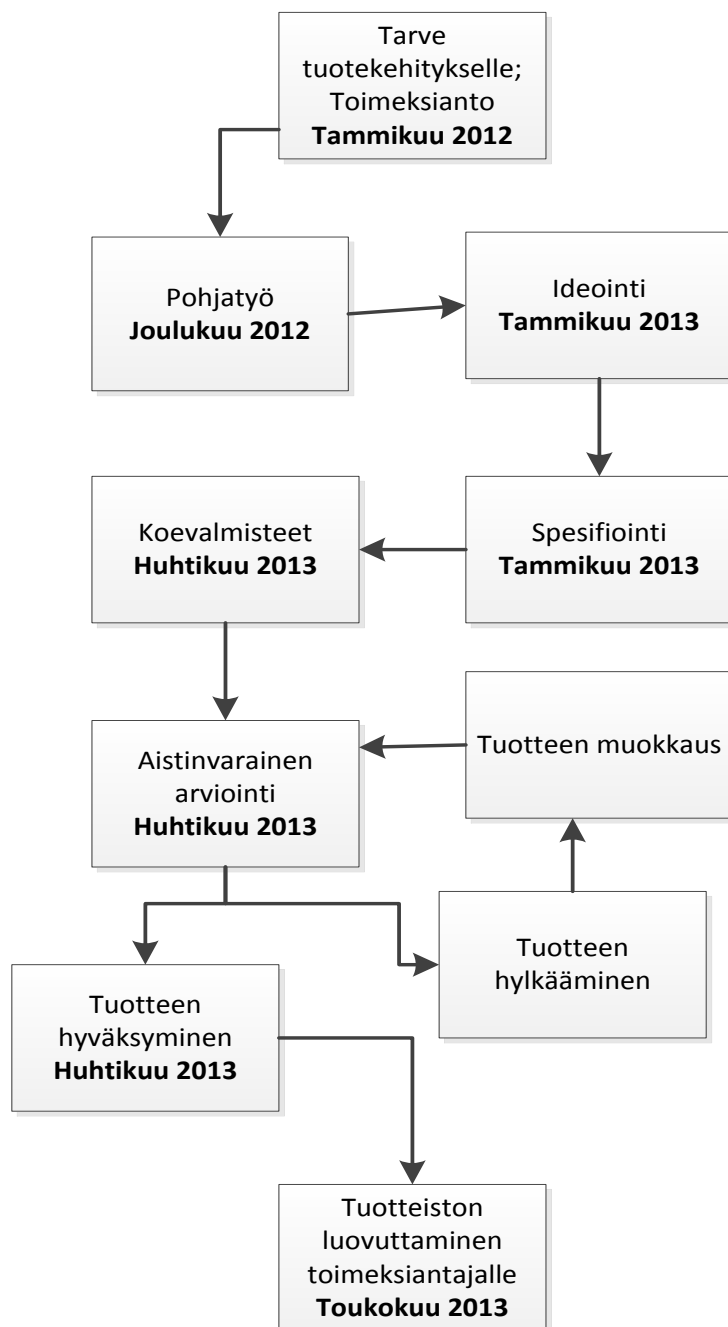 Tarve
tuotekehitykselle;
Toimeksianto
Tammikuu 2012
Pohjatyö
Joulukuu 2012
Ideointi
Tammikuu 2013
Spesifiointi
Tammikuu 2013
Koevalmisteet
Huhtikuu 2013
Aistinvarainen
arviointi
Huhtikuu 2013
Tuotteen muokkaus
Tuotteen
hylkääminen
Tuotteen
hyväksyminen
Huhtikuu 2013
Tuotteiston
luovuttaminen
toimeksiantajalle
Toukokuu 2013